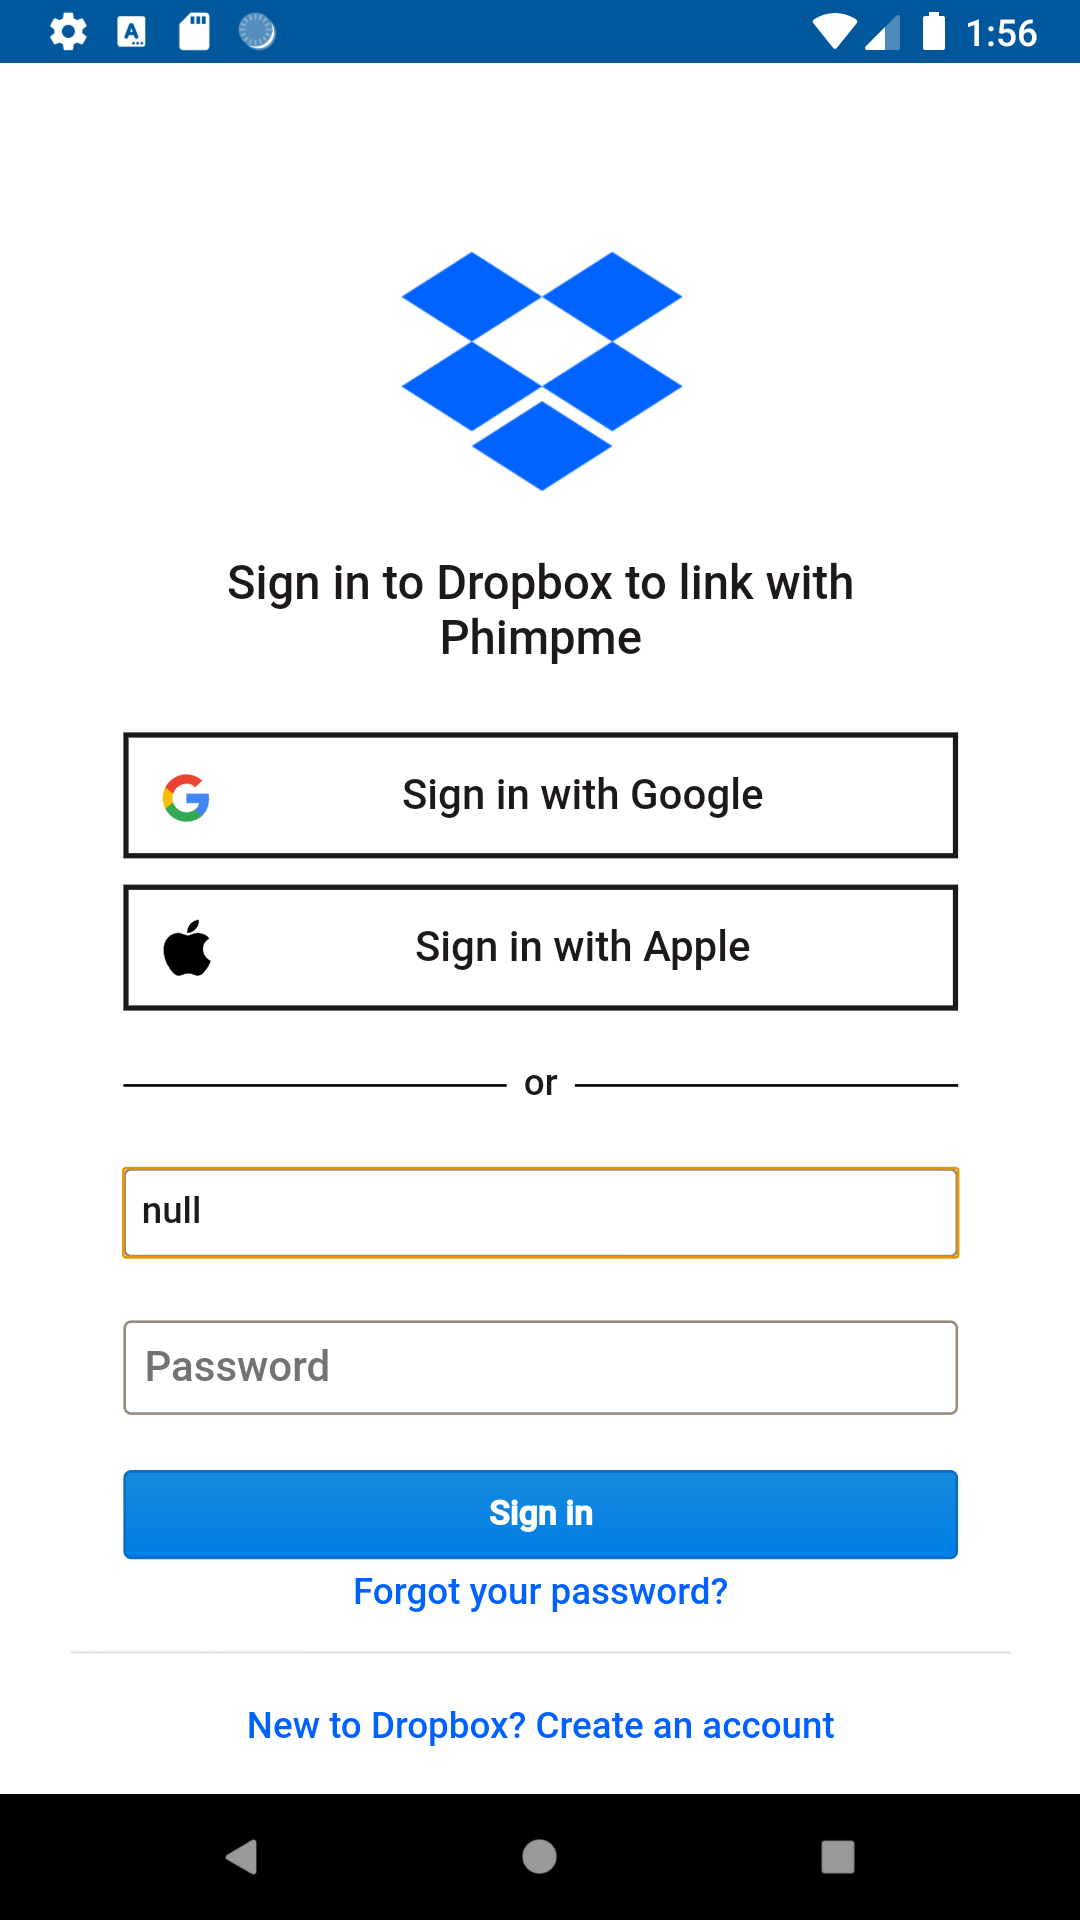 1:56
Sign in to Dropbox to link with
Phimpme
Sign in with Google
Sign in with Apple
or
null
Password
Sign in
Forgot your password?
New to Dropbox? Create an account